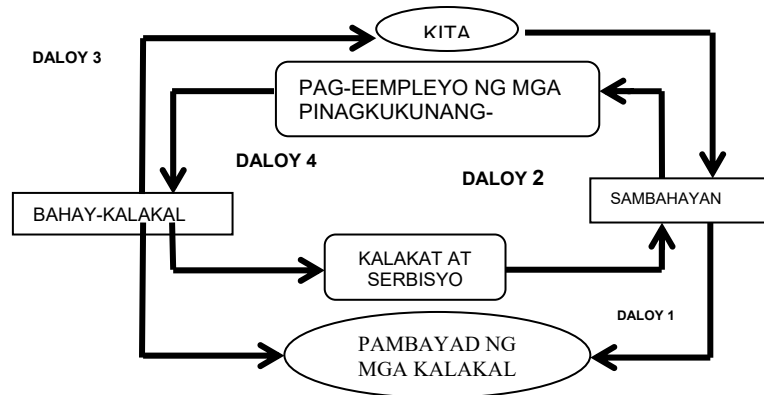 KITA
DALOY 3
PAG-EEMPLEYO NG MGA
PINAGKUKUNANG-
DALOY 4
DALOY 2
BAHAY-KALAKAL
SAMBAHAYAN
KALAKAT AT
SERBISYO
DALOY 1
PAMBAYAD NG
MGA KALAKAL